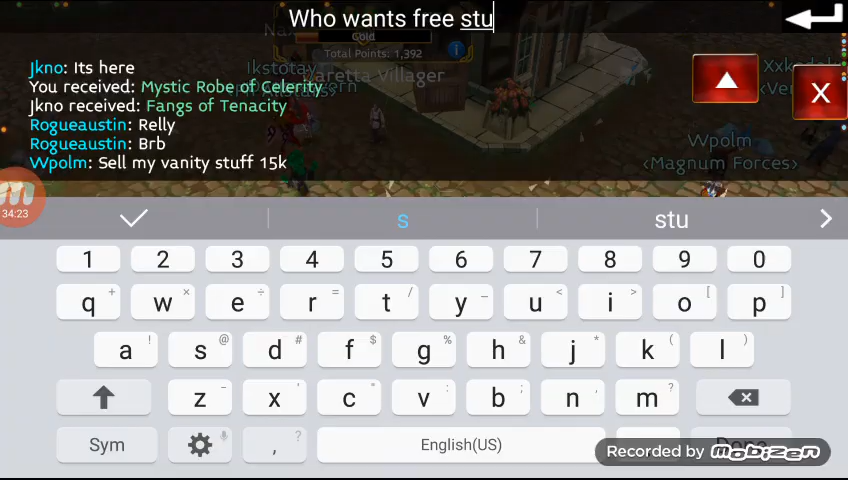 Who wants free stu
Gold
Total Points: 1,392
Jkno: Its here
You received: Mystic Robe of Celerity
Jkno received: Fangs of Tenacity
Rogueaustin: Relly
Rogueaustin: Brb
Wpolm: Sell my vanity stuff 15k
Ikstotay
Villager
X
Wpolm
<Magnum Forces>
34:23
s stu
1 2 3 4 5 6 7 8 9 0
q + w × e ÷ r = t / y _ u < i > o [ p ]
a ! s @ d # f $ g % h & j * k ( l )
z - x ' c " v : b ; n , m ?
Sym , ? English(US) Done
Recorded by MOBIZEN